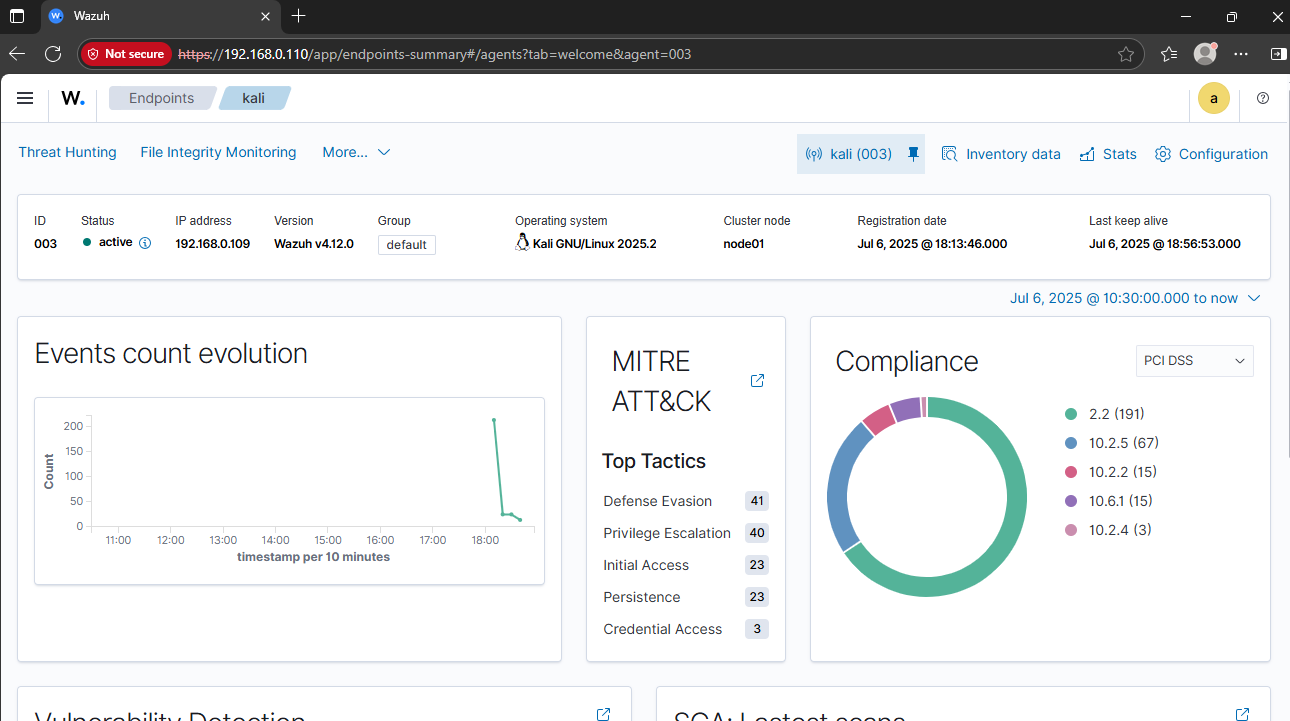 Wazuh
Not secure https://192.168.0.110/app/endpoints-summary#/agents?tab=welcome&agent=003
W. Endpoints kali a
Threat Hunting File Integrity Monitoring More... kali (003) Inventory data Stats Configuration
ID Status IP address Version Group Operating system Cluster node Registration date Last keep alive
003 active 192.168.0.109 Wazuh v4.12.0 default Kali GNU/Linux 2025.2 node01 Jul 6, 2025 @ 18:13:46.000 Jul 6, 2025 @ 18:56:53.000
Jul 6, 2025 @ 10:30:00.000 to now
Events count evolution
Count
200
150
100
50
0
11:00 12:00 13:00 14:00 15:00 16:00 17:00 18:00
timestamp per 10 minutes
MITRE
ATT&CK
Top Tactics
Defense Evasion 41
Privilege Escalation 40
Initial Access 23
Persistence 23
Credential Access 3
Compliance PCI DSS
2.2 (191)
10.2.5 (67)
10.2.2 (15)
10.6.1 (15)
10.2.4 (3)
Vulnerability Detection
SCA: Lastest scans